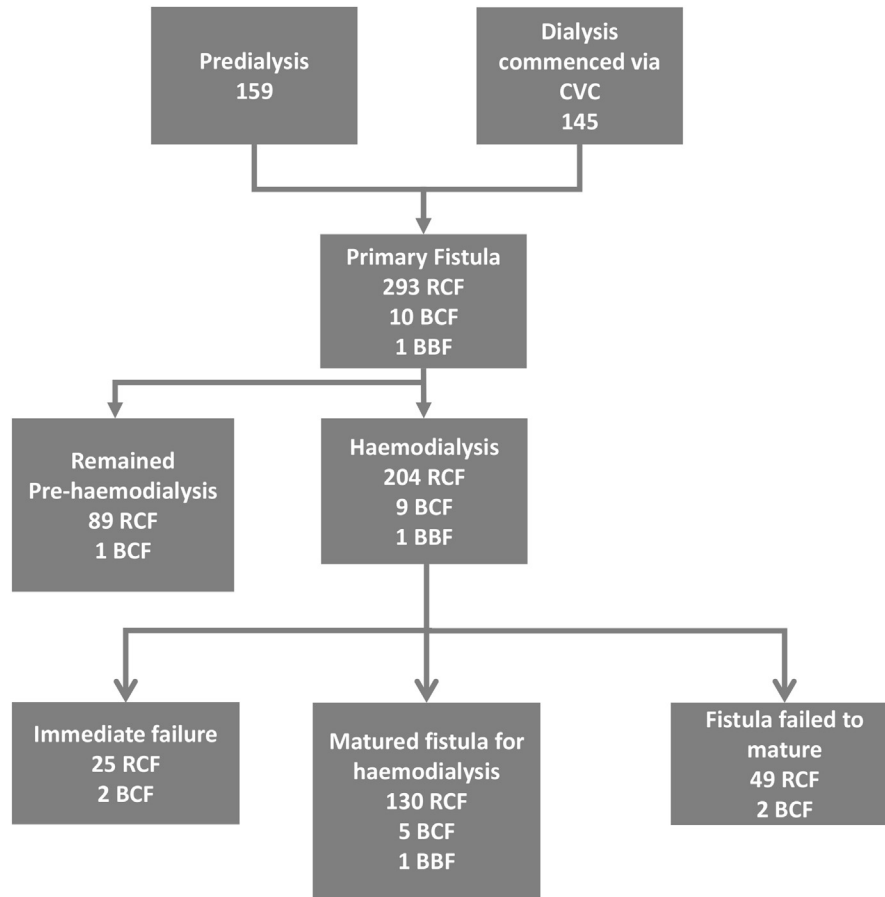 Predialysis
159
Dialysis
commenced via
CVC
145
Primary Fistula
293 RCF
10 BCF
1 BBF
Remained
Pre-haemodialysis
89 RCF
1 BCF
Haemodialysis
204 RCF
9 BCF
1 BBF
Immediate failure
25 RCF
2 BCF
Matured fistula for
haemodialysis
130 RCF
5 BCF
1 BBF
Fistula failed to
mature
49 RCF
2 BCF